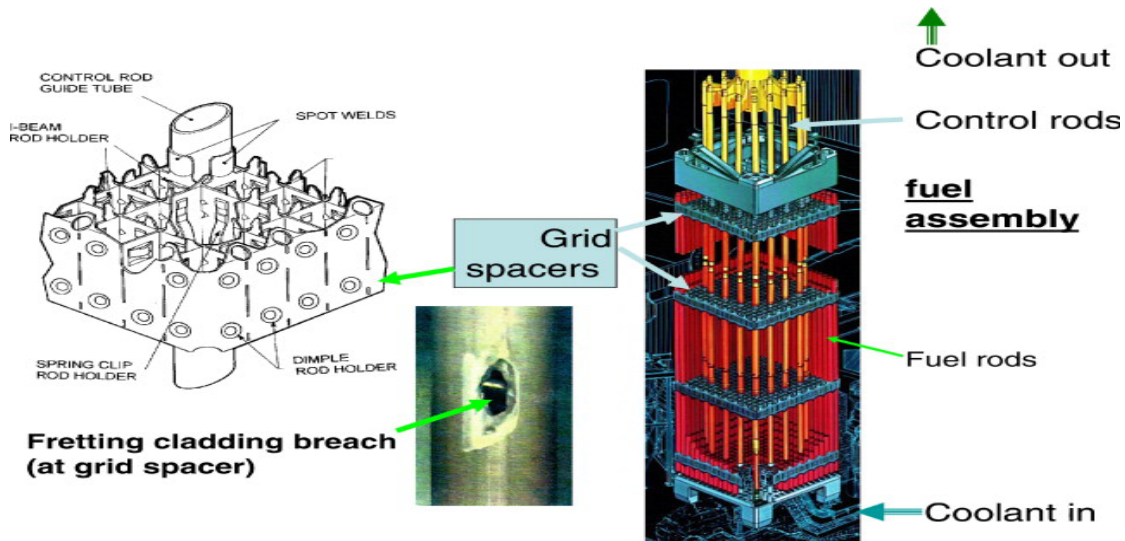 CONTROL ROD
GUIDE TUBE
I-BEAM
ROD HOLDER
SPOT WELDS
SPRING CLIP
ROD HOLDER
DIMPLE
ROD HOLDER
Grid
spacers
Fretting cladding breach
(at grid spacer)
Coolant out
Control rods
fuel
assembly
Fuel rods
Coolant in